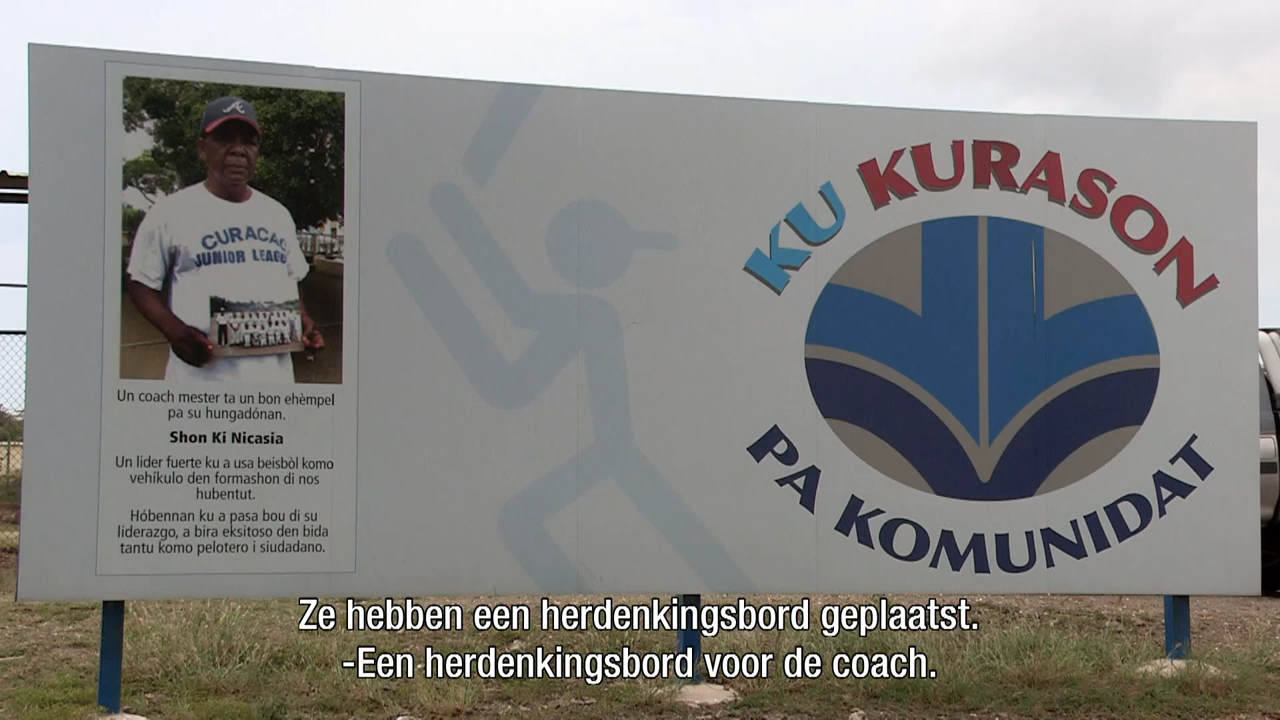 A
CURACAO
JUNIOR LEAGU
Un coach mester ta un bon ehèmpel
pa su hungadónan.
Shon Ki Nicasia
Un lider fuerte ku a usa beisbòl komo
vehíkulo den formashon di nos
hubentut.
Hóbennan ku a pasa bou di su
liderazgo, a bira eksitoso den bida
tantu komo pelotero i siudadano.
KU KURASON
PA KOMUNIDAT
Ze hebben een herdenkingsbord geplaatst.
-Een herdenkingsbord voor de coach.